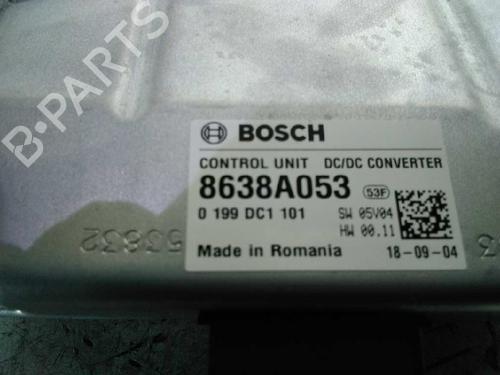 B-PARTS
BOSCH
CONTROL UNIT DC/DC CONVERTER
8638A053 53F
0 199 DC1 101 SW 05V04
HW 00.11
Made in Romania 18-09-04
53832